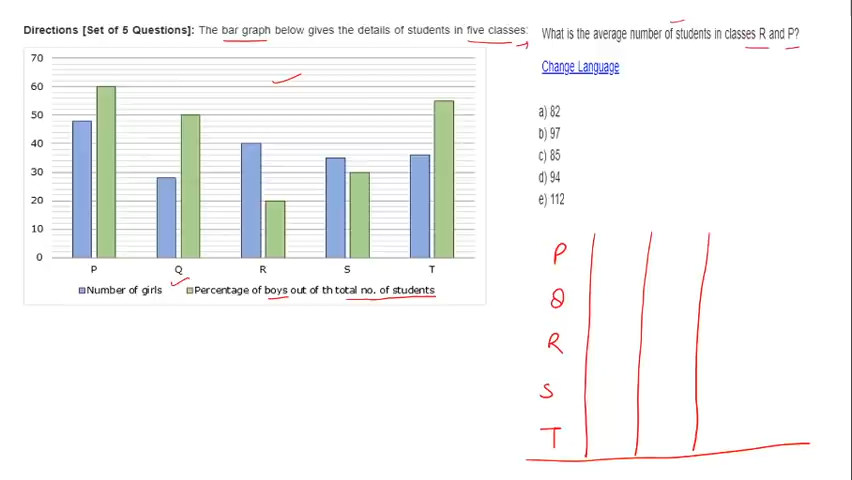 Directions [Set of 5 Questions]: The bar graph below gives the details of students in five classes:
What is the average number of students in classes R and P?
Change Language
a) 82
b) 97
c) 85
d) 94
e) 112
70
60
50
40
30
20
10
0
P Q R S T
Number of girls Percentage of boys out of th total no. of students
P
Q
R
S
T